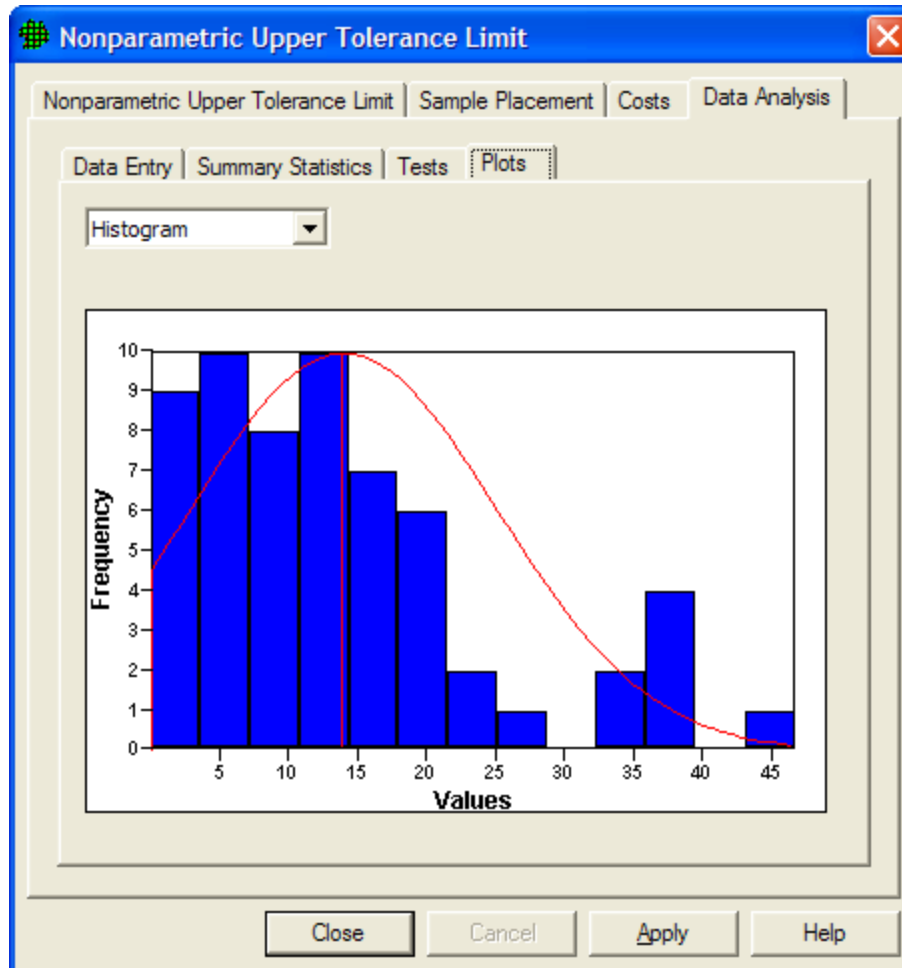 Nonparametric Upper Tolerance Limit
Nonparametric Upper Tolerance Limit Sample Placement Costs Data Analysis
Data Entry Summary Statistics Tests Plots
Histogram
10
9
8
7
6
5
4
3
2
1
0
Frequency
5 10 15 20 25 30 35 40 45
Values
Close Cancel Apply Help